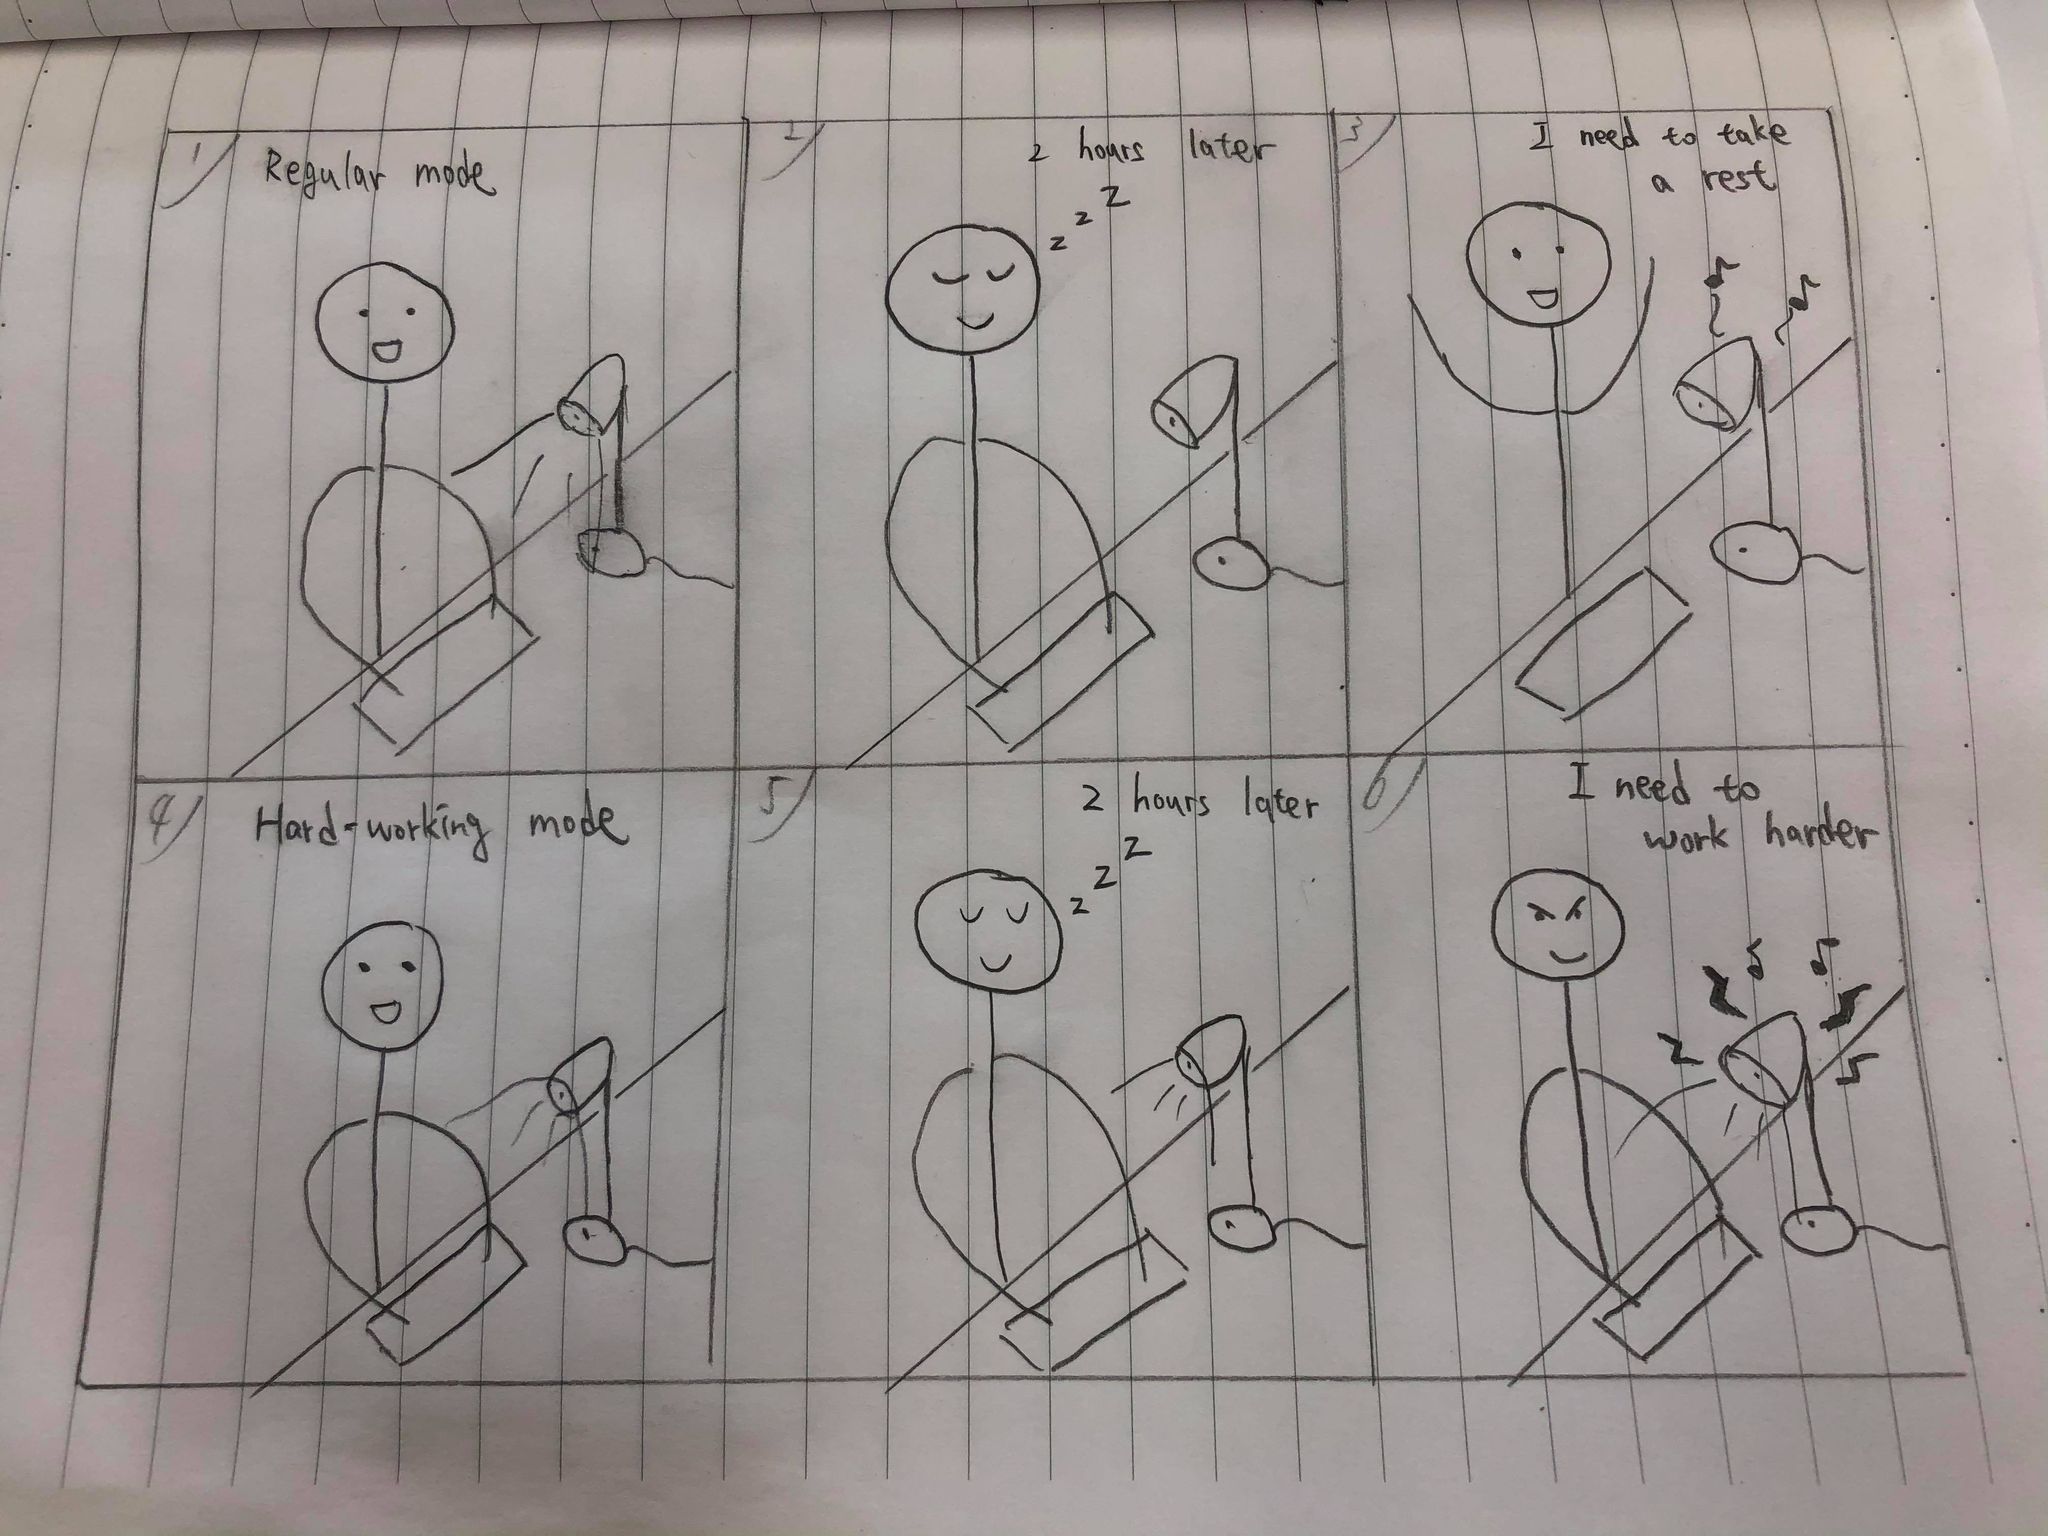 1/
Regular mode
2/
2 hours later
z z Z
3/
I need to take
a rest
4/
Hard-working mode
5/
2 hours later
z z z
6/
I need to
work harder